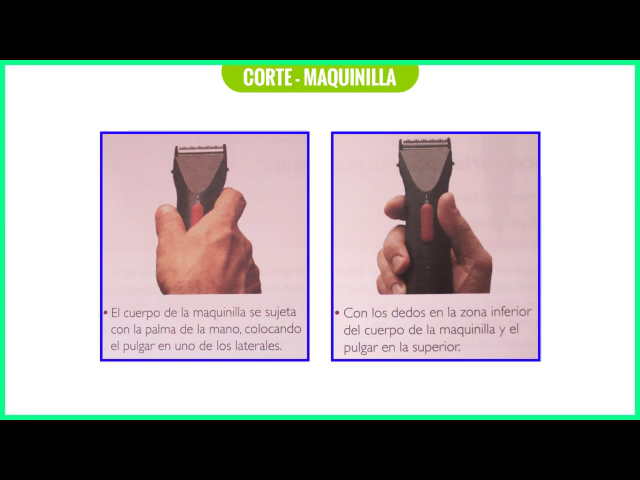 CORTE - MAQUINILLA
• El cuerpo de la maquinilla se sujeta
con la palma de la mano, colocando
el pulgar en uno de los laterales.
• Con los dedos en la zona inferior
del cuerpo de la maquinilla y el
pulgar en la superior.